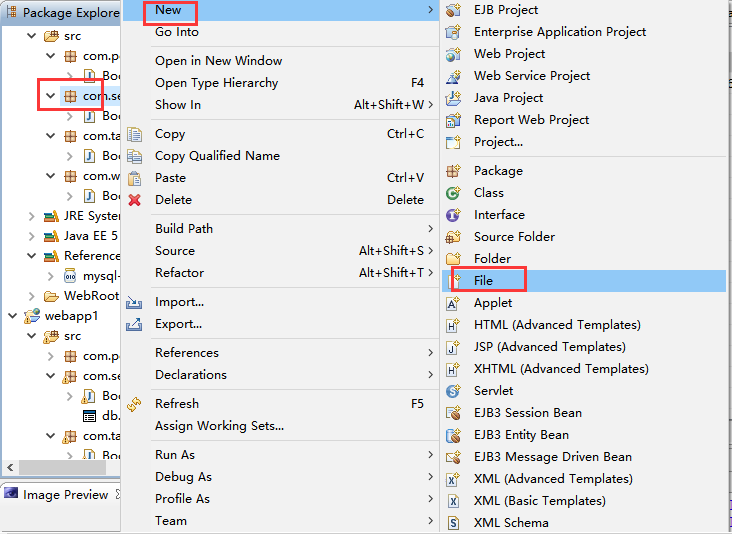 Package Explore
src
com.p
Boo
com.se
Boo
com.ta
Boo
com.w
Boo
JRE System
Java EE 5
Reference
mysql-
WebRoot
webapp1
src
com.p
com.se
Boo
db.
com.ta
Boo
Image Preview
New
Go Into
Open in New Window
Open Type Hierarchy F4
Show In Alt+Shift+W
Copy Ctrl+C
Copy Qualified Name
Paste Ctrl+V
Delete Delete
Build Path
Source Alt+Shift+S
Refactor Alt+Shift+T
Import...
Export...
References
Declarations
Refresh F5
Assign Working Sets...
Run As
Debug As
Profile As
Team
EJB Project
Enterprise Application Project
Web Project
Web Service Project
Java Project
Report Web Project
Project...
Package
Class
Interface
Source Folder
Folder
File
Applet
HTML (Advanced Templates)
JSP (Advanced Templates)
XHTML (Advanced Templates)
Servlet
EJB3 Session Bean
EJB3 Entity Bean
EJB3 Message Driven Bean
XML (Advanced Templates)
XML (Basic Templates)
XML Schema